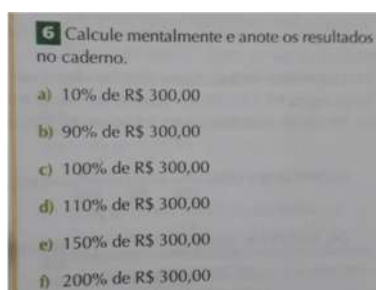 6 Calcule mentalmente e anote os resultados
no caderno.
a) 10% de R$ 300,00
b) 90% de R$ 300,00
c) 100% de R$ 300,00
d) 110% de R$ 300,00
e) 150% de R$ 300,00
f) 200% de R$ 300,00